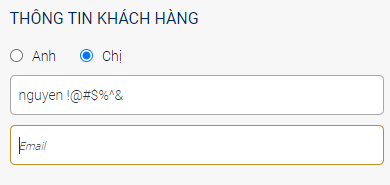 THÔNG TIN KHÁCH HÀNG
Anh Chị
nguyen !@#$%^&
Email